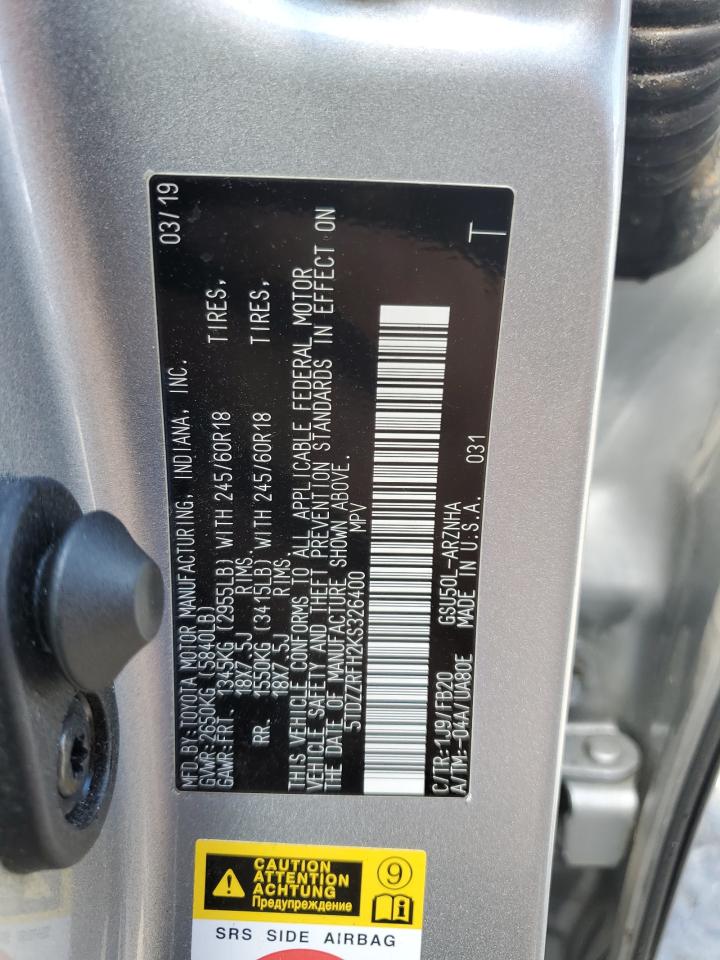 MFD.BY:TOYOTA MOTOR MANUFACTURING, INDIANA, INC. 03/19
GVWR:2650KG(5840LB)
GAWR:FRT. 1345KG (2955LB) WITH 245/60R18 TIRES,
18X7.5J RIMS,
RR. 1550KG (3415LB) WITH 245/60R18 TIRES,
18X7.5J RIMS.
THIS VEHICLE CONFORMS TO ALL APPLICABLE FEDERAL MOTOR
VEHICLE SAFETY AND THEFT PREVENTION STANDARDS IN EFFECT ON
THE DATE OF MANUFACTURE SHOWN ABOVE.
5TDZZRFH2KS326400 MPV
C/TR:1J9/FB20 GSU50L-ARZNHA
A/TM:-04A/UA80E MADE IN U.S.A. 031 T
CAUTION
ATTENTION
ACHTUNG
Предупреждение
9
i
SRS SIDE AIRBAG